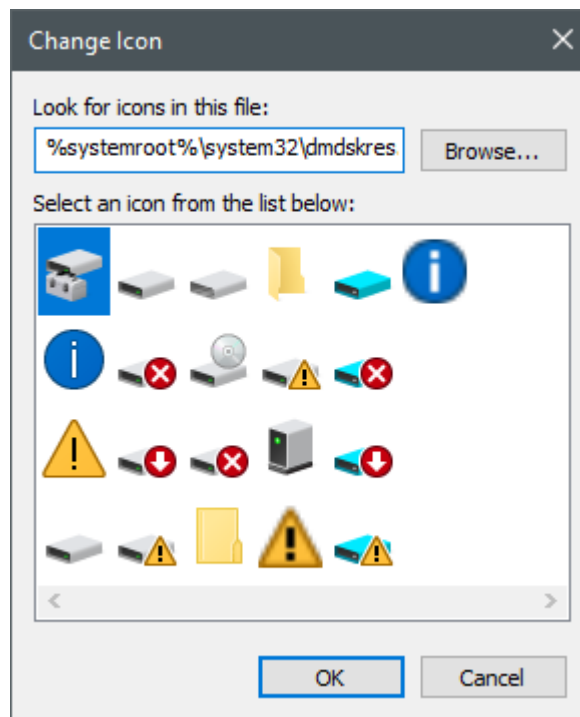 Change Icon
Look for icons in this file:
%systemroot%\system32\dmdskres
Browse...
Select an icon from the list below:
OK
Cancel